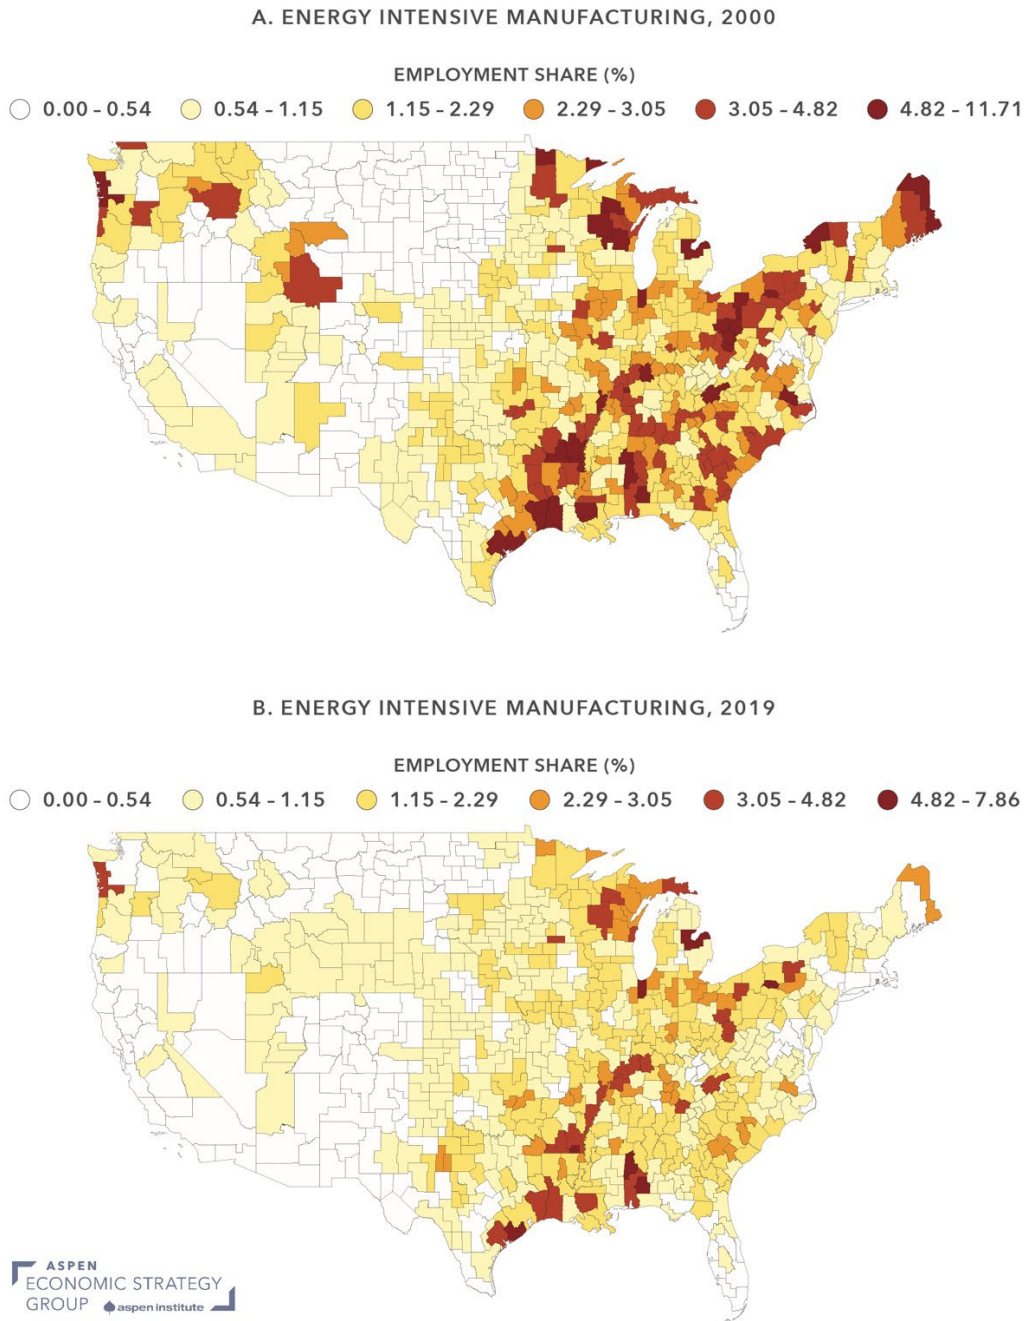 A. ENERGY INTENSIVE MANUFACTURING, 2000
EMPLOYMENT SHARE (%)
0.00 - 0.54 0.54 - 1.15 1.15 - 2.29 2.29 - 3.05 3.05 - 4.82 4.82 - 11.71
B. ENERGY INTENSIVE MANUFACTURING, 2019
EMPLOYMENT SHARE (%)
0.00 - 0.54 0.54 - 1.15 1.15 - 2.29 2.29 - 3.05 3.05 - 4.82 4.82 - 7.86
ASPEN
ECONOMIC STRATEGY
GROUP aspen institute